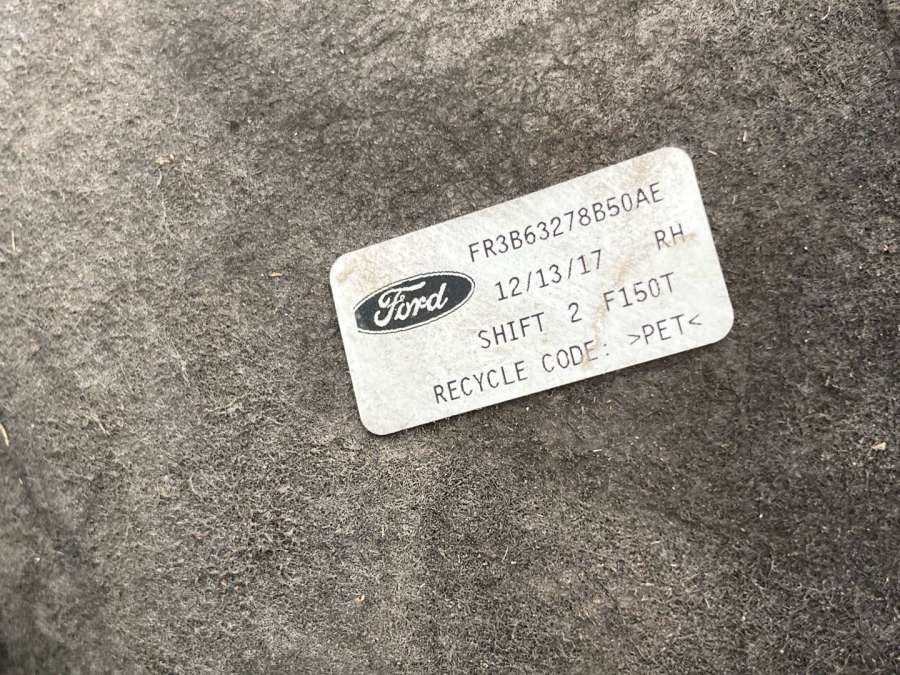 FR3B63278B50AE
Ford 12/13/17 RH
SHIFT 2 F150T
RECYCLE CODE: >PET<